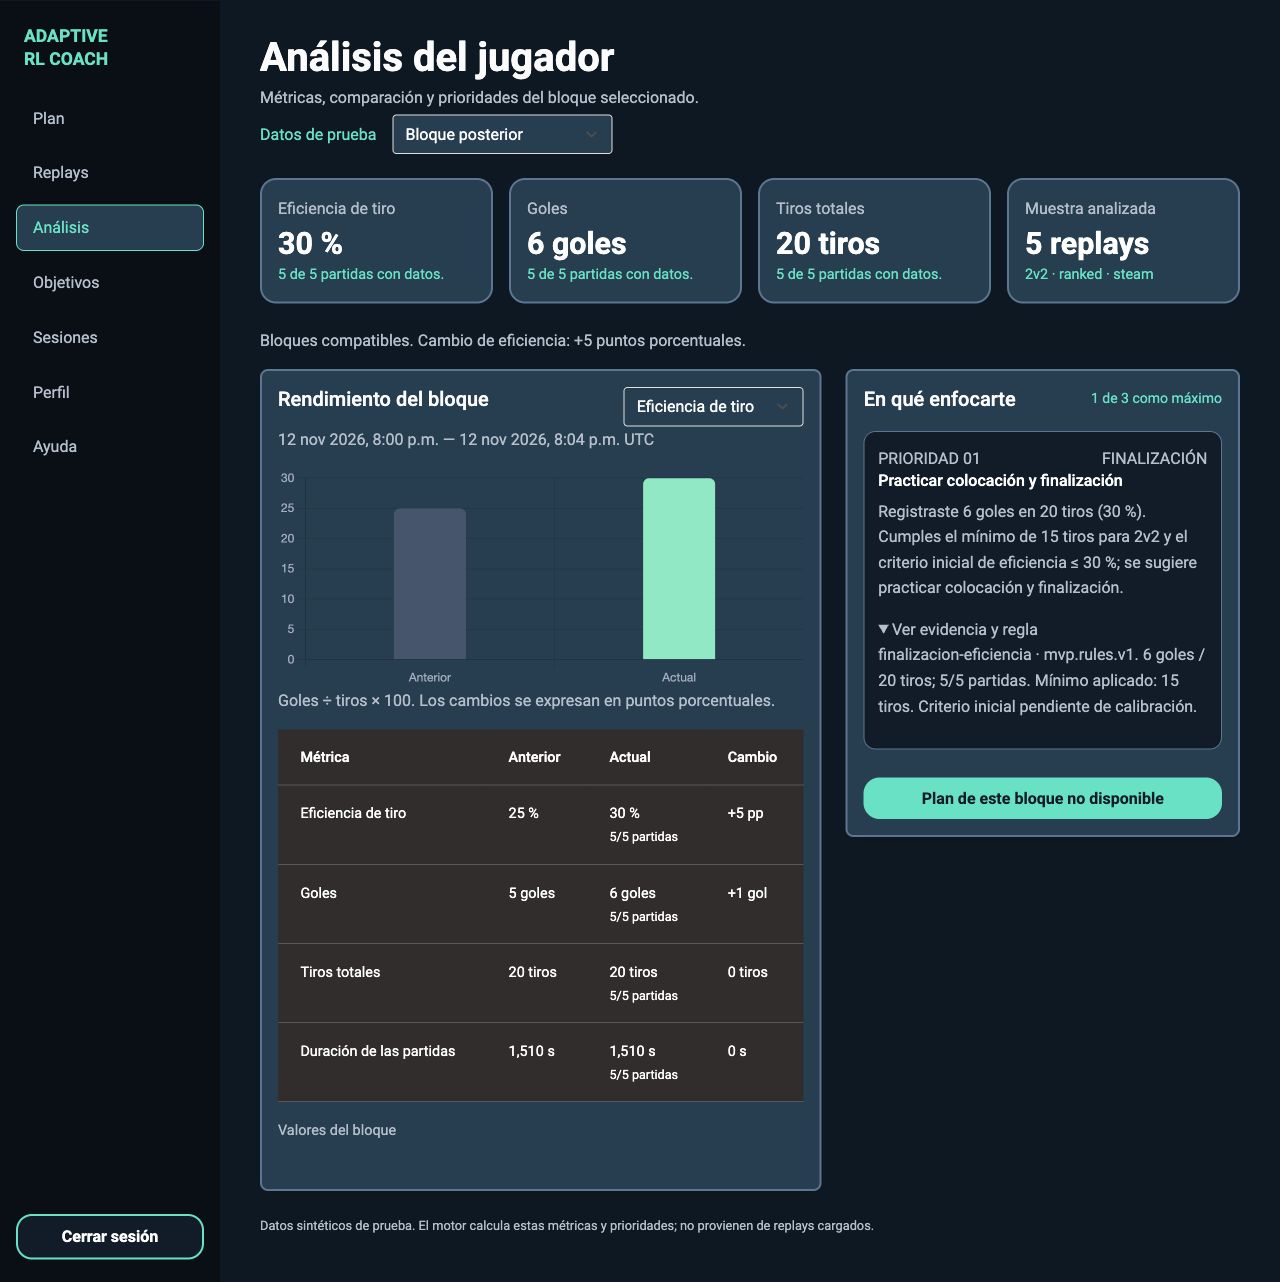 ADAPTIVE
RL COACH
Plan
Replays
Análisis
Objetivos
Sesiones
Perfil
Ayuda
Cerrar sesión
Análisis del jugador
Métricas, comparación y prioridades del bloque seleccionado.
Datos de prueba
Bloque posterior
Eficiencia de tiro
30 %
5 de 5 partidas con datos.
Goles
6 goles
5 de 5 partidas con datos.
Tiros totales
20 tiros
5 de 5 partidas con datos.
Muestra analizada
5 replays
2v2 · ranked · steam
Bloques compatibles. Cambio de eficiencia: +5 puntos porcentuales.
Rendimiento del bloque
Eficiencia de tiro
12 nov 2026, 8:00 p.m. — 12 nov 2026, 8:04 p.m. UTC
30
25
20
15
10
5
0
Anterior Actual
Goles ÷ tiros × 100. Los cambios se expresan en puntos porcentuales.
Métrica Anterior Actual Cambio
Eficiencia de tiro 25 % 30 % +5 pp
5/5 partidas
Goles 5 goles 6 goles +1 gol
5/5 partidas
Tiros totales 20 tiros 20 tiros 0 tiros
5/5 partidas
Duración de las partidas 1,510 s 1,510 s 0 s
5/5 partidas
Valores del bloque
En qué enfocarte
1 de 3 como máximo
PRIORIDAD 01 FINALIZACIÓN
Practicar colocación y finalización
Registraste 6 goles en 20 tiros (30 %).
Cumples el mínimo de 15 tiros para 2v2 y el
criterio inicial de eficiencia ≤ 30 %; se sugiere
practicar colocación y finalización.
▼ Ver evidencia y regla
finalizacion-eficiencia · mvp.rules.v1. 6 goles /
20 tiros; 5/5 partidas. Mínimo aplicado: 15
tiros. Criterio inicial pendiente de calibración.
Plan de este bloque no disponible
Datos sintéticos de prueba. El motor calcula estas métricas y prioridades; no provienen de replays cargados.